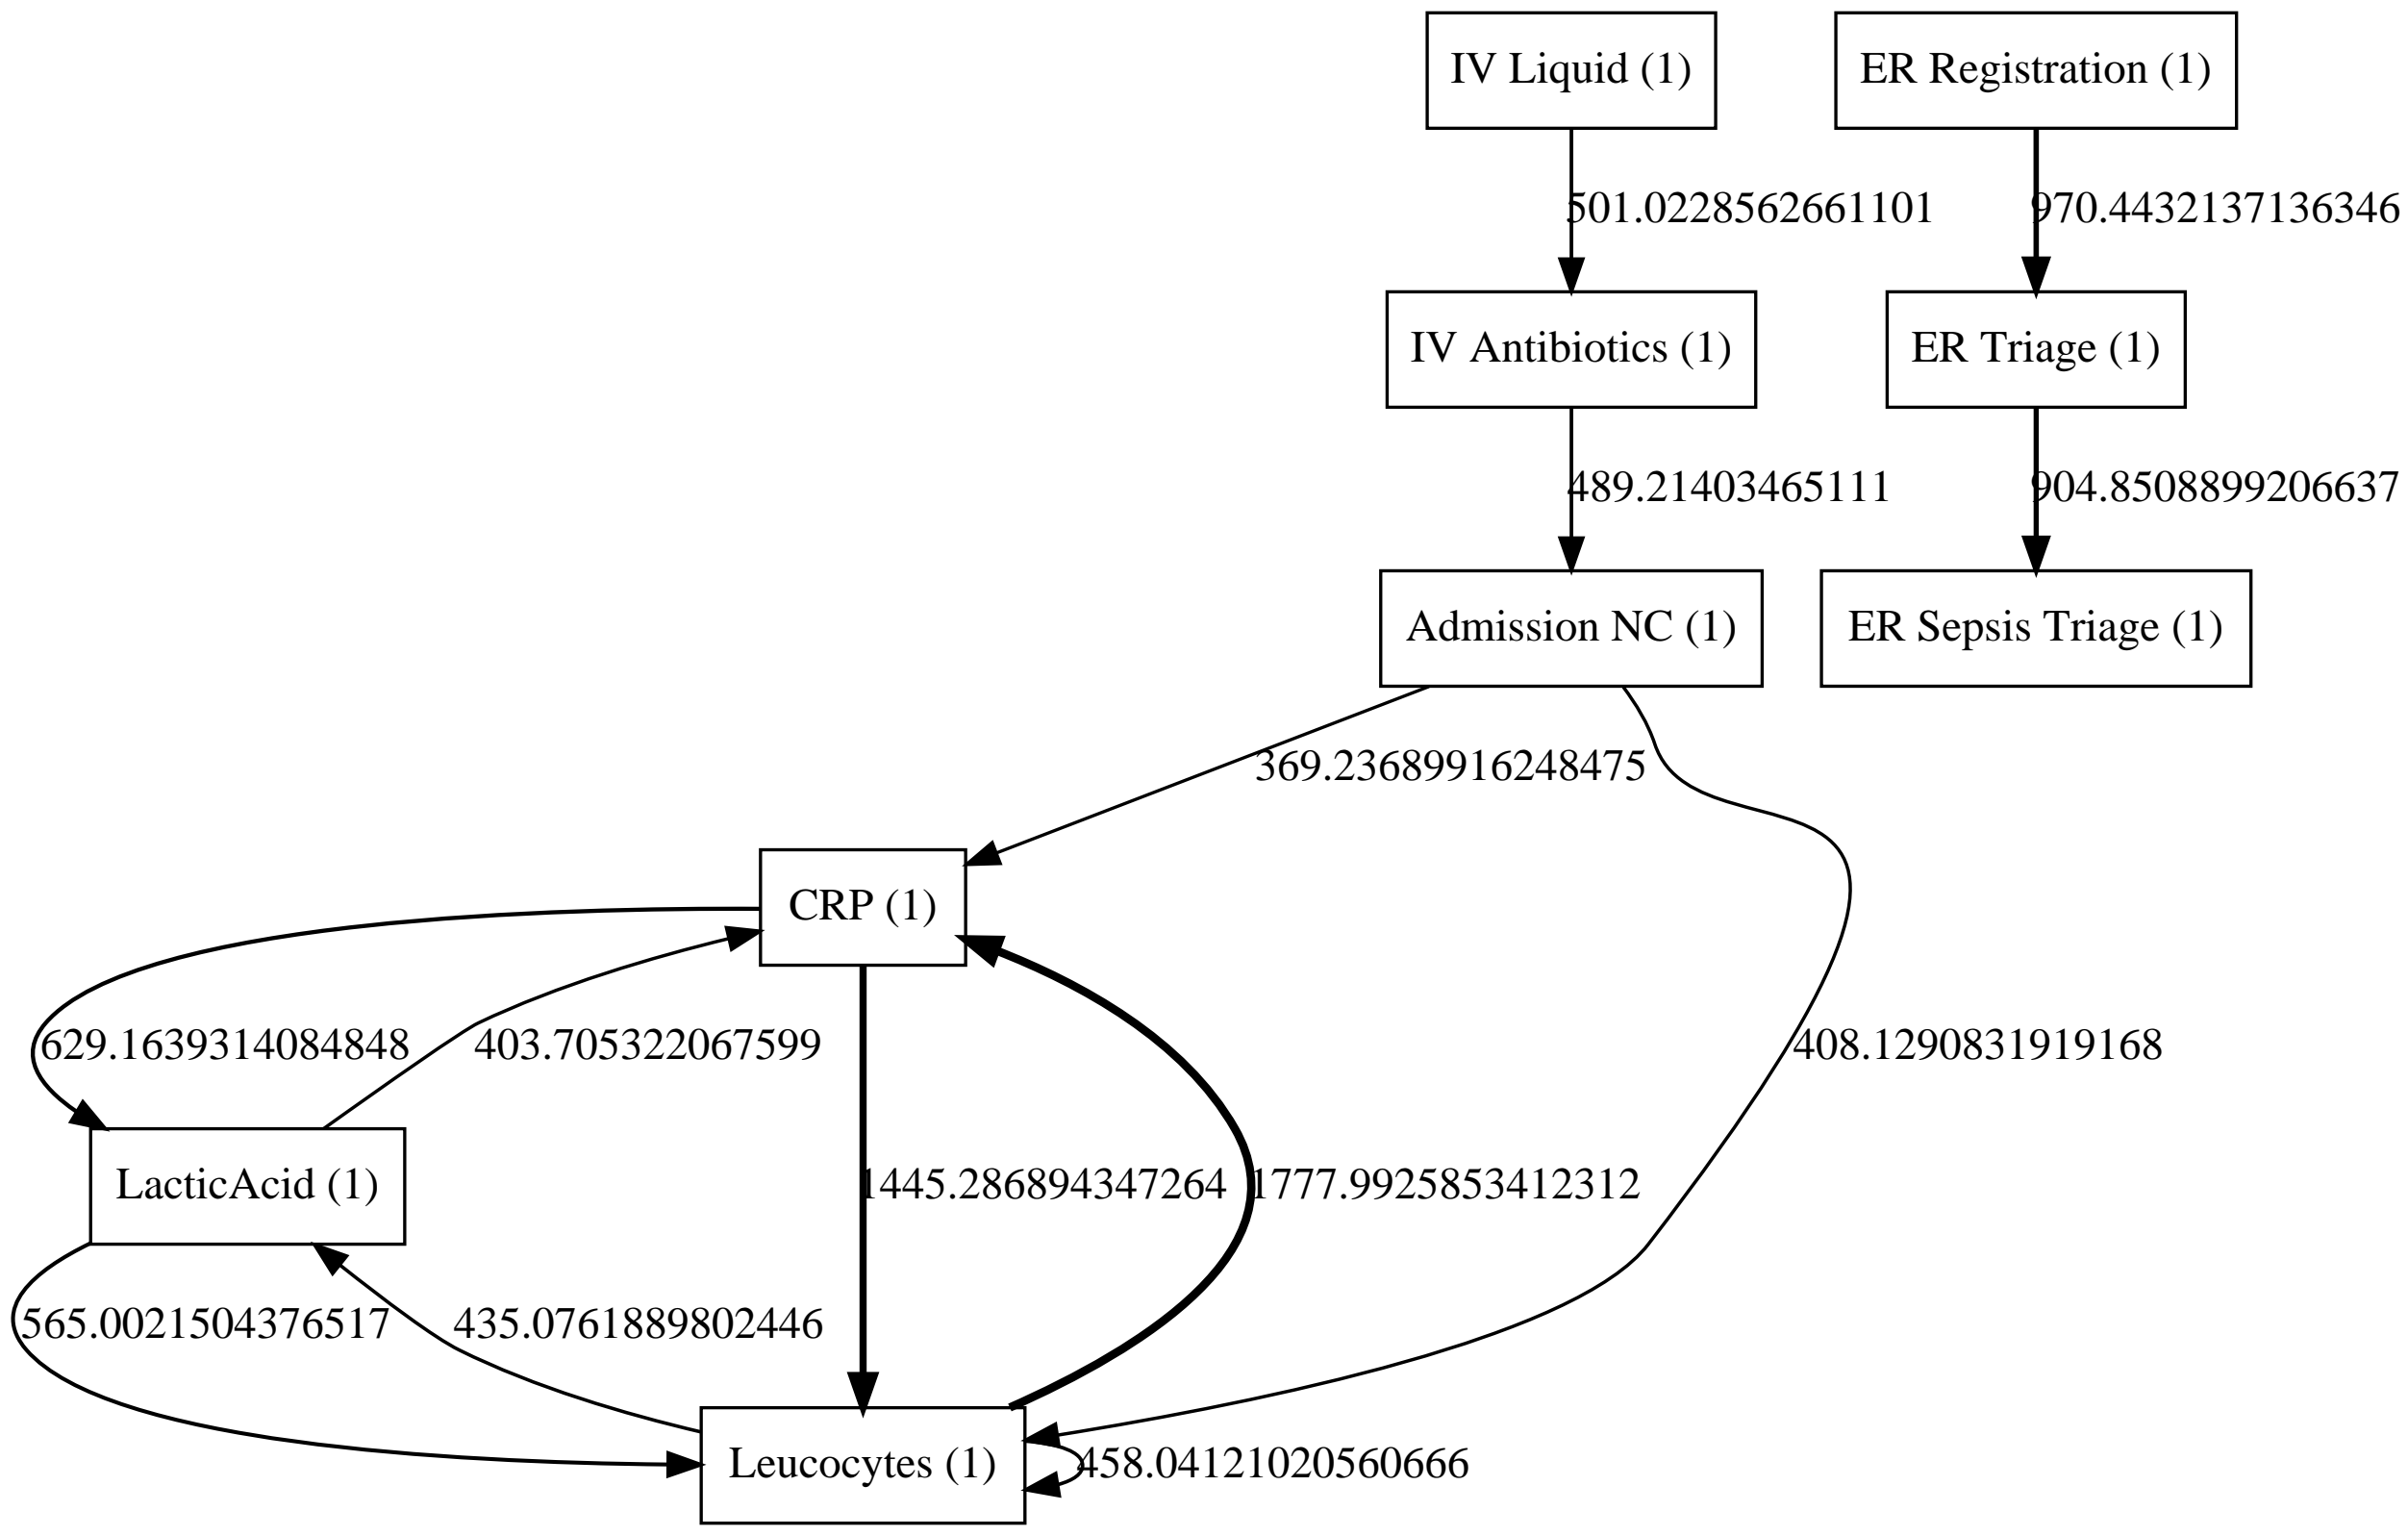 IV Liquid (1)
ER Registration (1)
501.0228562661101
970.4432137136346
IV Antibiotics (1)
ER Triage (1)
489.21403465111
904.8508899206637
Admission NC (1)
ER Sepsis Triage (1)
369.23689916248475
CRP (1)
629.1639314084848
403.705322067599
408.1290831919168
LacticAcid (1)
1445.286894347264
1777.9925853412312
565.0021504376517
435.0761889802446
Leucocytes (1)
458.04121020560666